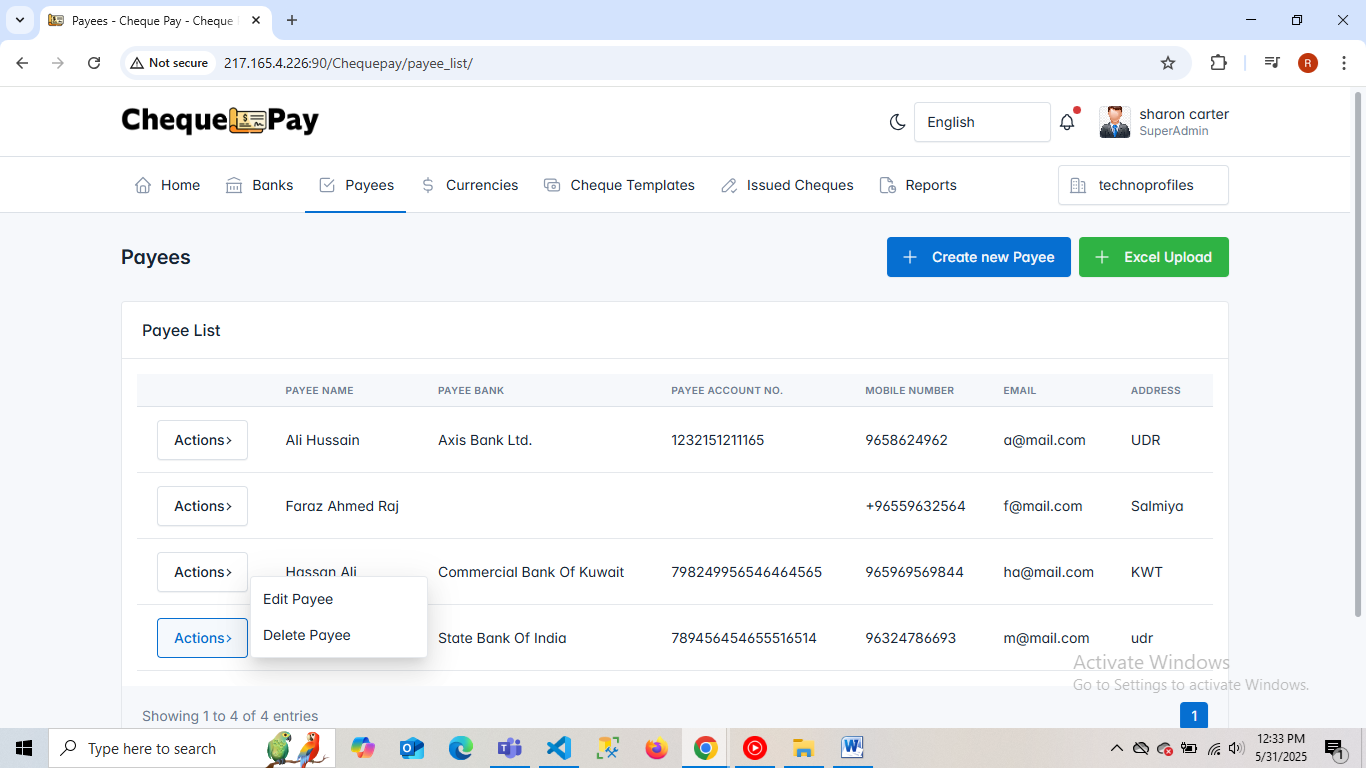 Payees - Cheque Pay - Cheque
Not secure 217.165.4.226:90/Chequepay/payee_list/
R
Cheque Pay
English
sharon carter
SuperAdmin
Home Banks Payees Currencies Cheque Templates Issued Cheques Reports technoprofiles
Payees
Create new Payee
Excel Upload
Payee List
PAYEE NAME PAYEE BANK PAYEE ACCOUNT NO. MOBILE NUMBER EMAIL ADDRESS
Actions› Ali Hussain Axis Bank Ltd. 1232151211165 9658624962 a@mail.com UDR
Actions› Faraz Ahmed Raj +96559632564 f@mail.com Salmiya
Actions› Hassan Ali Commercial Bank Of Kuwait 798249956546464565 965969569844 ha@mail.com KWT
Edit Payee
Actions› Delete Payee State Bank Of India 789456454655516514 96324786693 m@mail.com udr
Activate Windows
Go to Settings to activate Windows.
Showing 1 to 4 of 4 entries
1
Type here to search
12:33 PM
5/31/2025
1